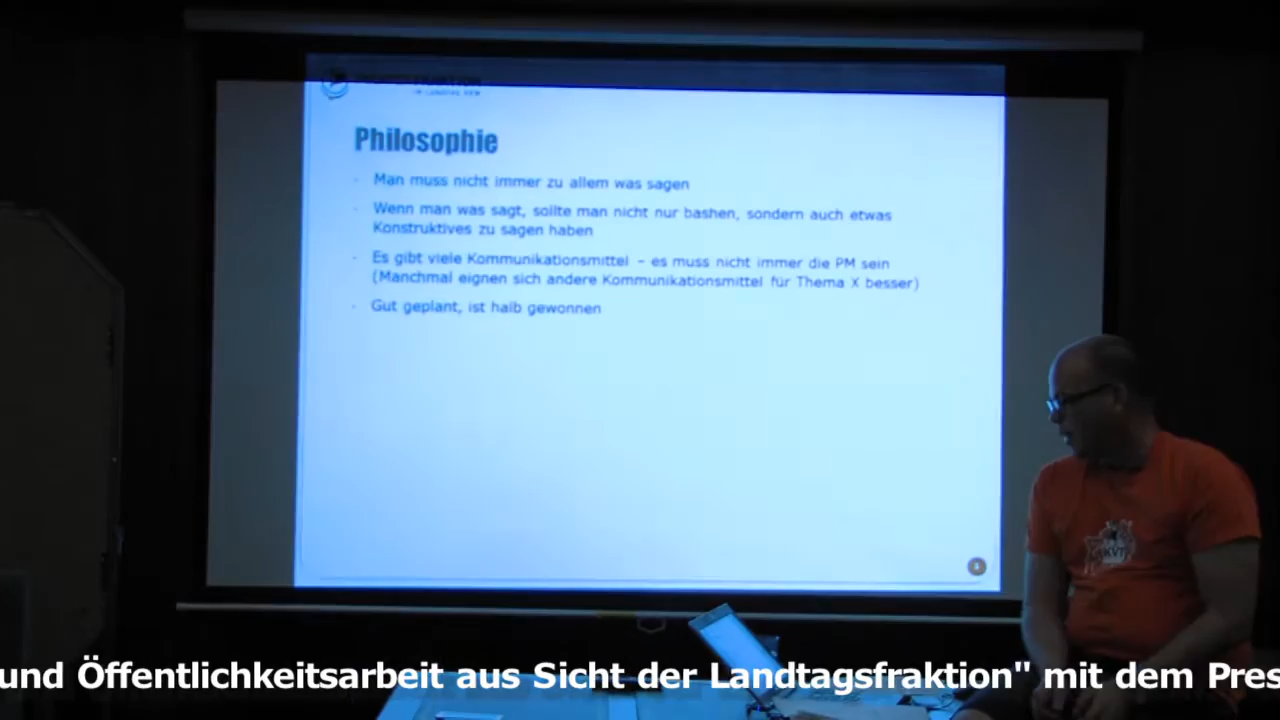 Philosophie
- Man muss nicht immer zu allem was sagen
- Wenn man was sagt, sollte man nicht nur bashen, sondern auch etwas
Konstruktives zu sagen haben
- Es gibt viele Kommunikationsmittel – es muss nicht immer die PM sein
(Manchmal eignen sich andere Kommunikationsmittel für Thema X besser)
- Gut geplant, ist halb gewonnen
und Öffentlichkeitsarbeit aus Sicht der Landtagsfraktion" mit dem Pres